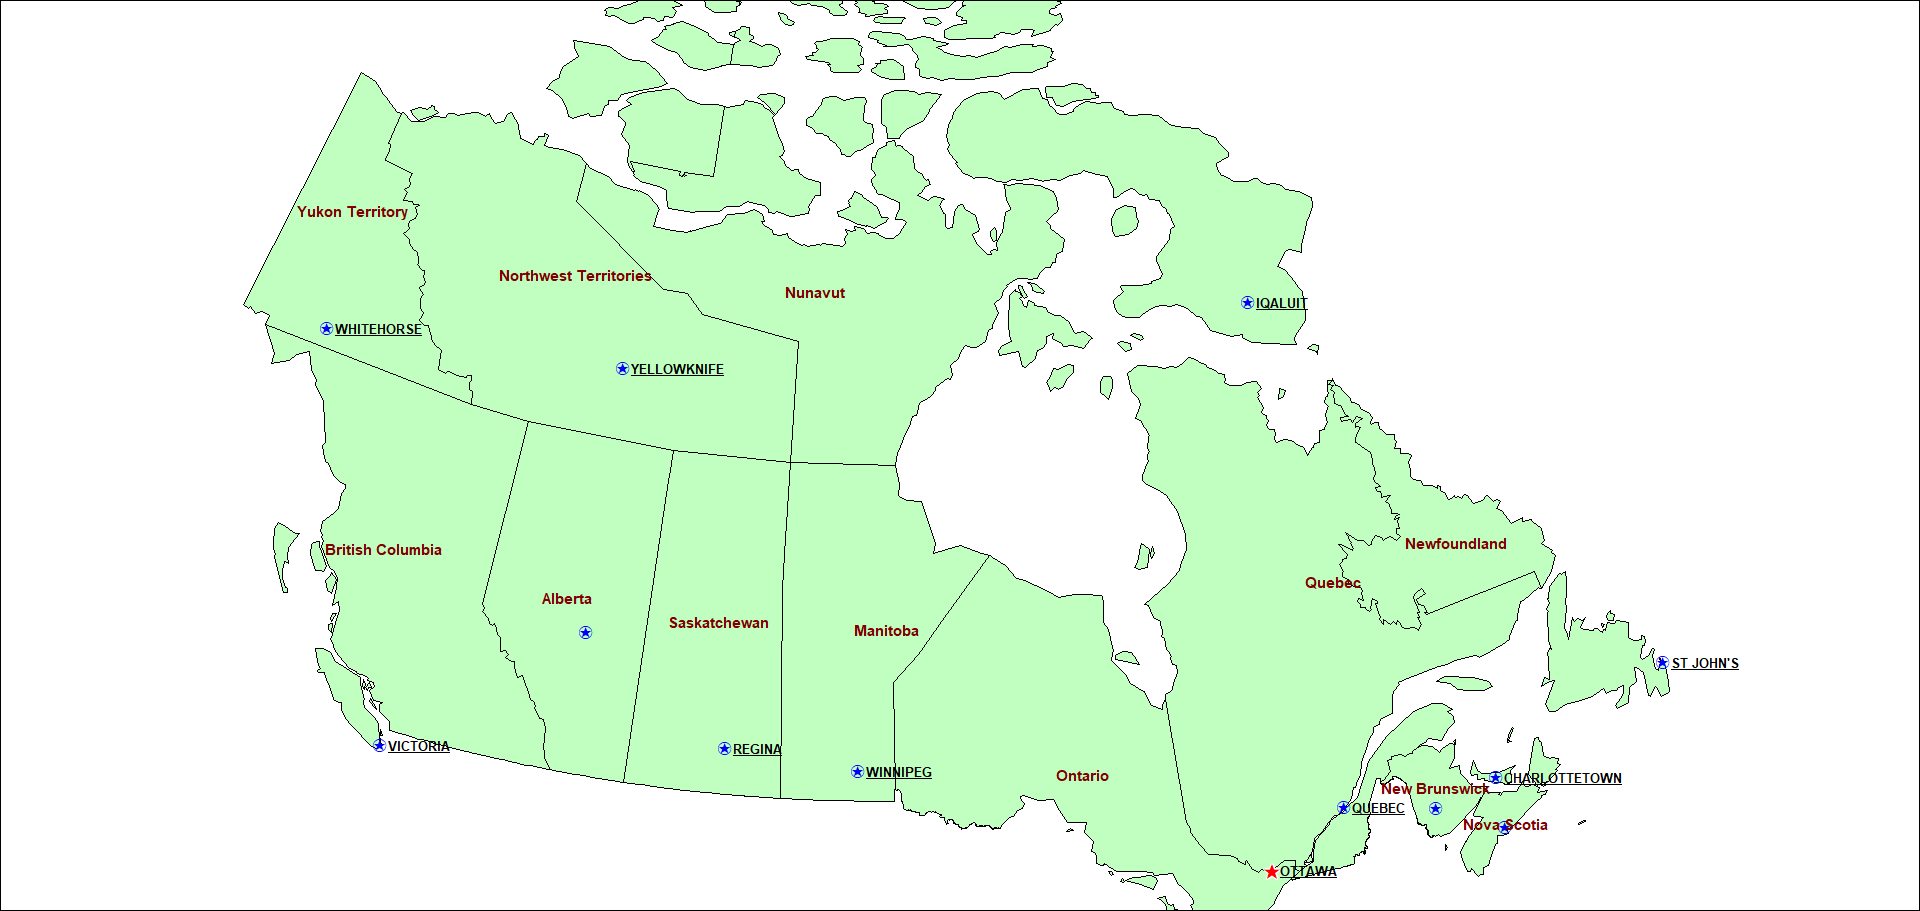 Yukon Territory
Northwest Territories
Nunavut
IQALUIT
WHITEHORSE
YELLOWKNIFE
British Columbia
Newfoundland
Quebec
Alberta
Saskatchewan
Manitoba
ST JOHN'S
VICTORIA
REGINA
WINNIPEG
Ontario
CHARLOTTETOWN
New Brunswick
QUEBEC
Nova Scotia
OTTAWA